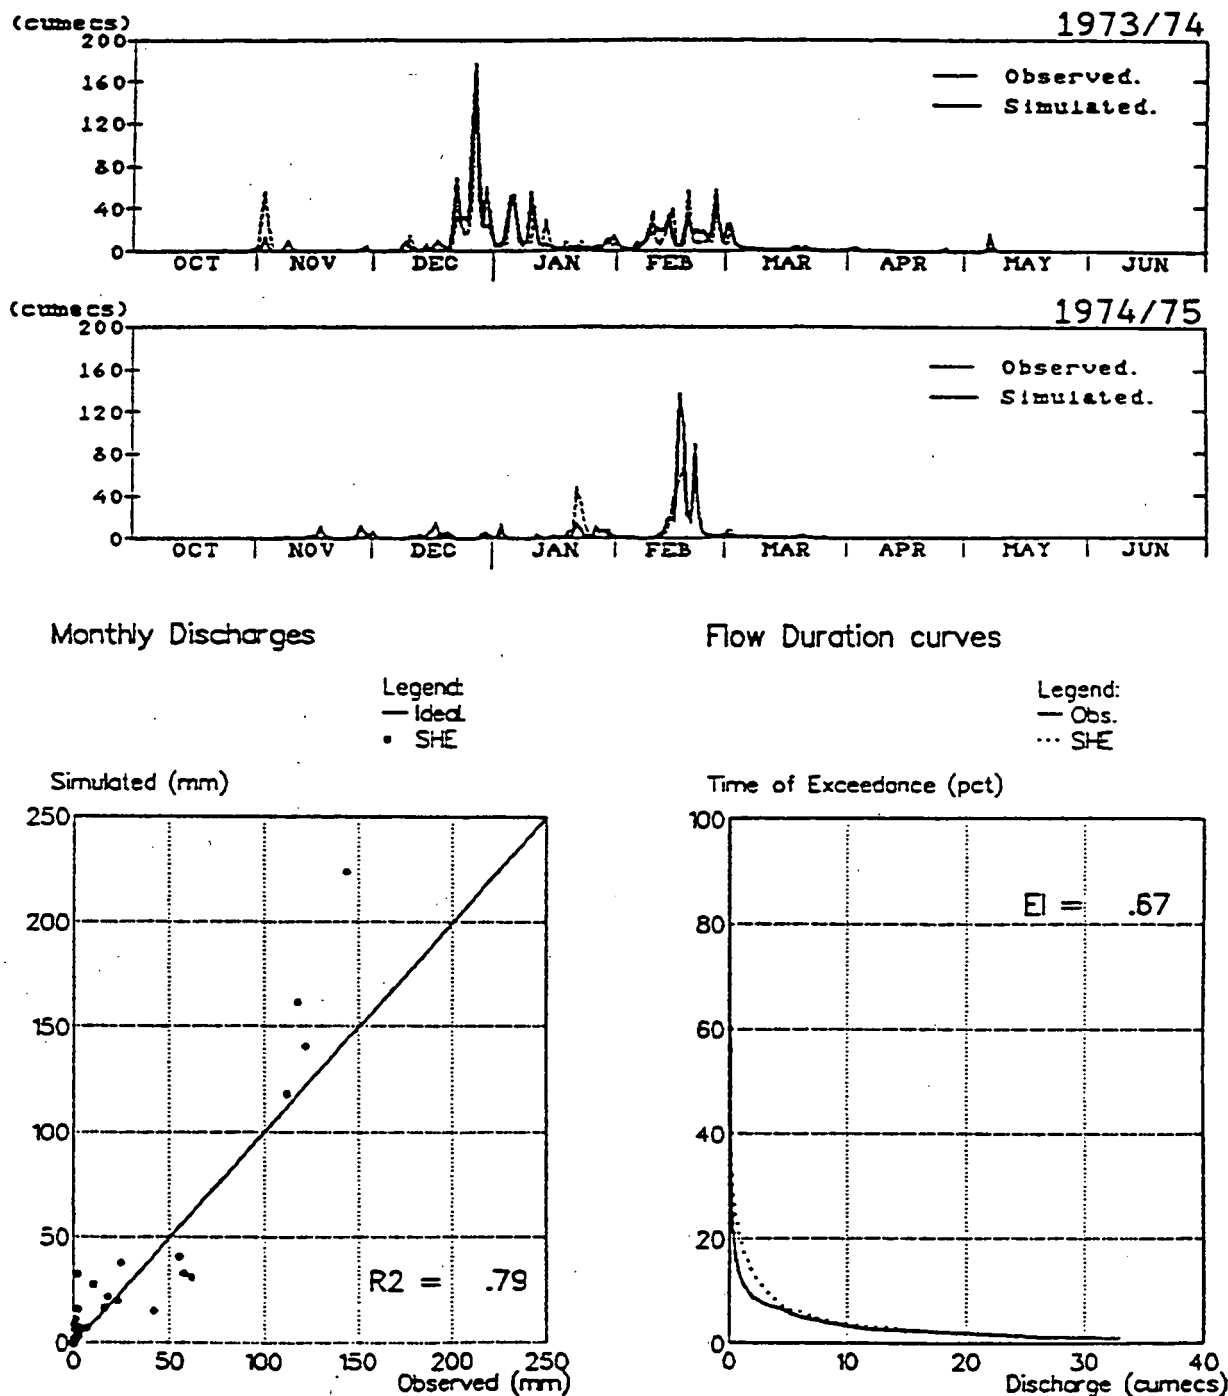 (cumecs) 1973/74
200
160
120
80
40
0
Observed.
Simulated.
OCT | NOV | DEC | JAN | FEB | MAR | APR | MAY | JUN
(cumecs) 1974/75
200
160
120
80
40
0
Observed.
Simulated.
OCT | NOV | DEC | JAN | FEB | MAR | APR | MAY | JUN
Monthly Discharges
Legend:
Ideal
SHE
Simulated (mm)
250
200
150
100
50
0
R2 = .79
0 50 100 150 200 250
Observed (mm)
Flow Duration curves
Legend:
Obs.
SHE
Time of Exceedance (pct)
100
80
60
40
20
0
EI = .67
0 10 20 30 40
Discharge (cumecs)